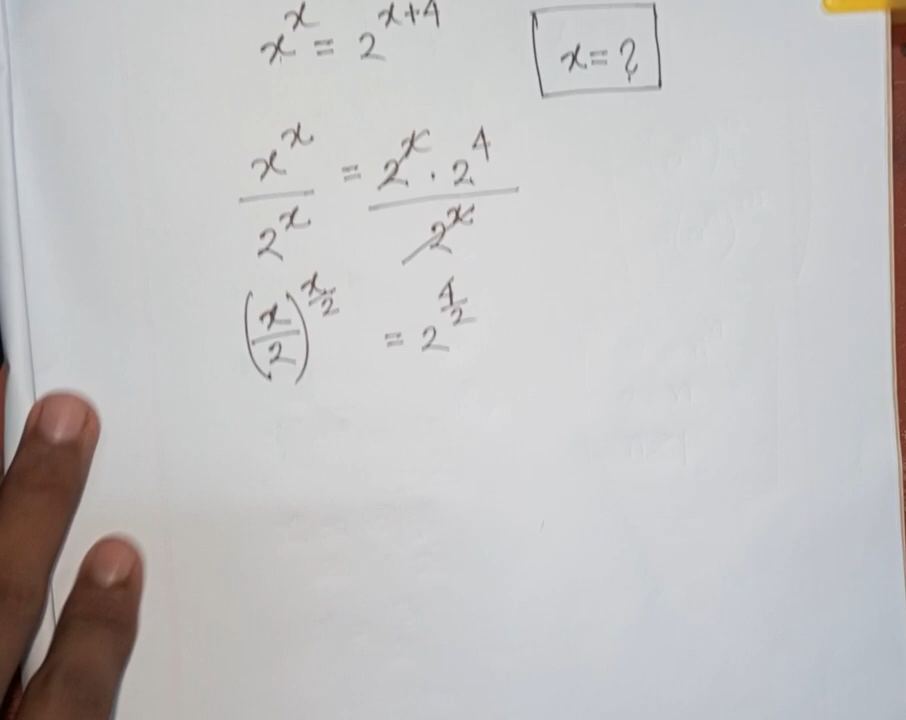 x^x = 2^(x+4)
x = ?
x^x / 2^x = 2^x · 2^4 / 2^x
(x/2)^(x/2) = 2^(4/2)